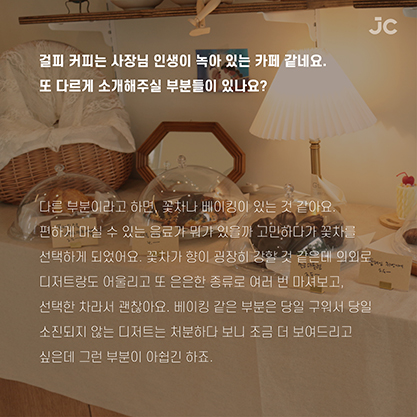 JC
걸피 커피는 사장님 인생이 녹아 있는 카페 같네요.
또 다르게 소개해주실 부분들이 있나요?
다른 부분이라고 하면, 꽃차나 베이킹이 있는 것 같아요.
편하게 마실 수 있는 음료가 뭐가 있을까 고민하다가 꽃차를
선택하게 되었어요. 꽃차가 향이 굉장히 강할 것 같은데 의외로
디저트랑도 어울리고 또 은은한 종류로 여러 번 마셔보고,
선택한 차라서 괜찮아요. 베이킹 같은 부분은 당일 구워서 당일
소진되지 않는 디저트는 처분하다 보니 조금 더 보여드리고
싶은데 그런 부분이 아쉽긴 하죠.